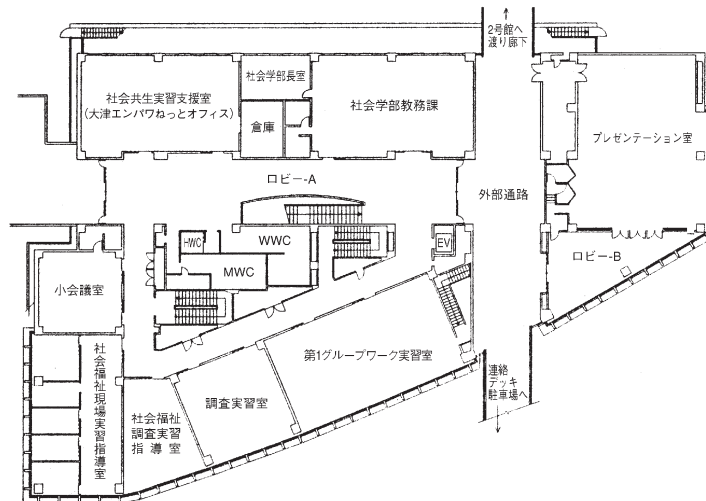 2号館へ
渡り廊下
社会共生実習支援室
(大津エンパワねっとオフィス)
社会学部長室
倉庫
社会学部教務課
プレゼンテーション室
ロビー-A
外部通路
HWC
WWC
MWC
EV
ロビー-B
小会議室
社会福祉現場実習指導室
社会福祉
調査実習
指導室
調査実習室
第1グループワーク実習室
連絡
デッキ
駐車場へ